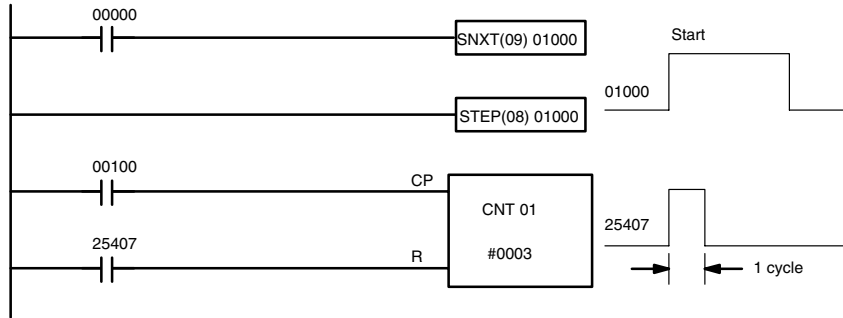 00000
SNXT(09) 01000
Start
01000
STEP(08) 01000
00100
CP
CNT 01
25407
25407
R
#0003
1 cycle